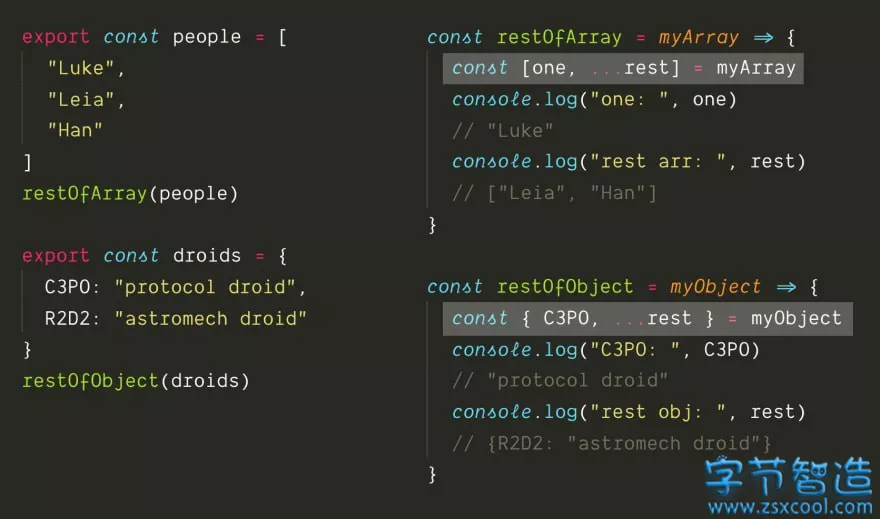 export const people = [
"Luke",
"Leia",
"Han"
]
restOfArray(people)
export const droids = {
C3PO: "protocol droid",
R2D2: "astromech droid"
}
restOfObject(droids)
const restOfArray = myArray => {
const [one, ...rest] = myArray
console.log("one: ", one)
// "Luke"
console.log("rest arr: ", rest)
// ["Leia", "Han"]
}
const restOfObject = myObject => {
const { C3PO, ...rest } = myObject
console.log("C3PO: ", C3PO)
// "protocol droid"
console.log("rest obj: ", rest)
// {R2D2: "astromech droid"}
}
字节智造
www.zsxcool.com